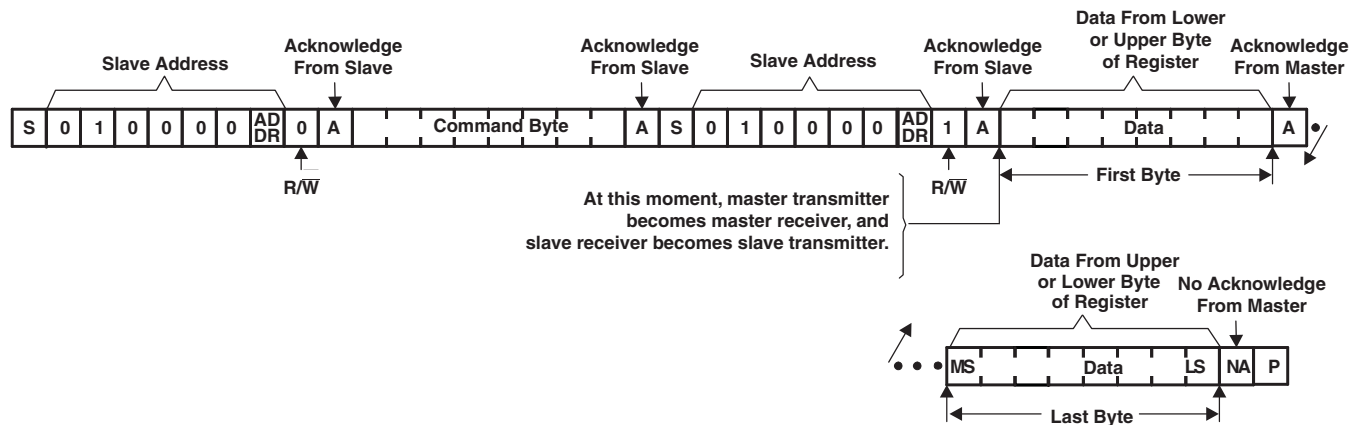 Slave Address
Acknowledge
From Slave
Acknowledge
From Slave
Slave Address
Acknowledge
From Slave
Data From Lower
or Upper Byte
of Register
Acknowledge
From Master
S 0 1 0 0 0 0 AD DR 0 A Command Byte A S 0 1 0 0 0 0 AD DR 1 A Data A
R/W̅
R/W̅
First Byte
At this moment, master transmitter
becomes master receiver, and
slave receiver becomes slave transmitter.
Data From Upper
or Lower Byte
of Register
No Acknowledge
From Master
MS Data LS NA P
Last Byte